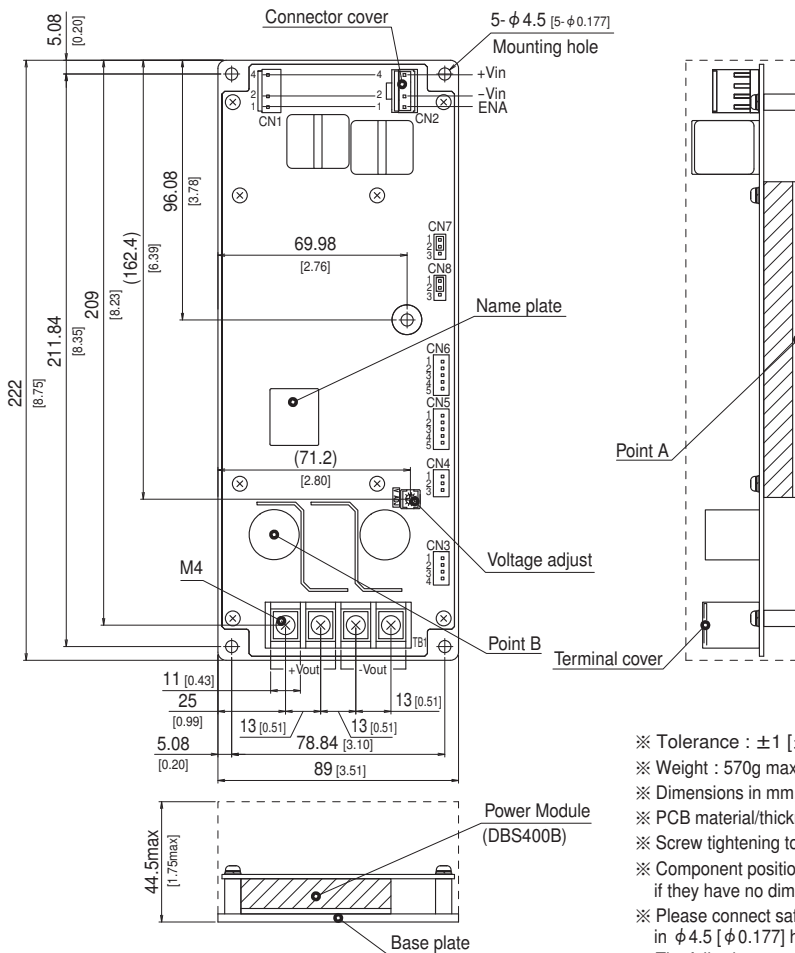 Connector cover
5-φ4.5 [5-φ0.177]
Mounting hole
5.08
[0.20]
4
2
1
CN1
4
2
1
CN2
+Vin
−Vin
ENA
96.08
[3.78]
(162.4)
[6.39]
209
[8.23]
211.84
[8.35]
222
[8.75]
69.98
[2.76]
CN7
1
2
3
CN8
1
2
3
Name plate
CN6
1
2
3
4
5
CN5
1
2
3
4
5
Point A
(71.2)
[2.80]
CN4
1
2
3
Voltage adjust
CN3
1
2
3
4
M4
TB1
Point B
Terminal cover
+Vout
-Vout
11 [0.43]
25
[0.99]
13 [0.51]
13 [0.51]
13 [0.51]
5.08
[0.20]
78.84 [3.10]
89 [3.51]
44.5max
[1.75max]
Power Module
(DBS400B)
Base plate
※ Tolerance : ±1 [
※ Weight : 570g max
※ Dimensions in mm
※ PCB material/thick
※ Screw tightening to
※ Component positio
if they have no dim
※ Please connect sa
in φ4.5 [φ0.177] h